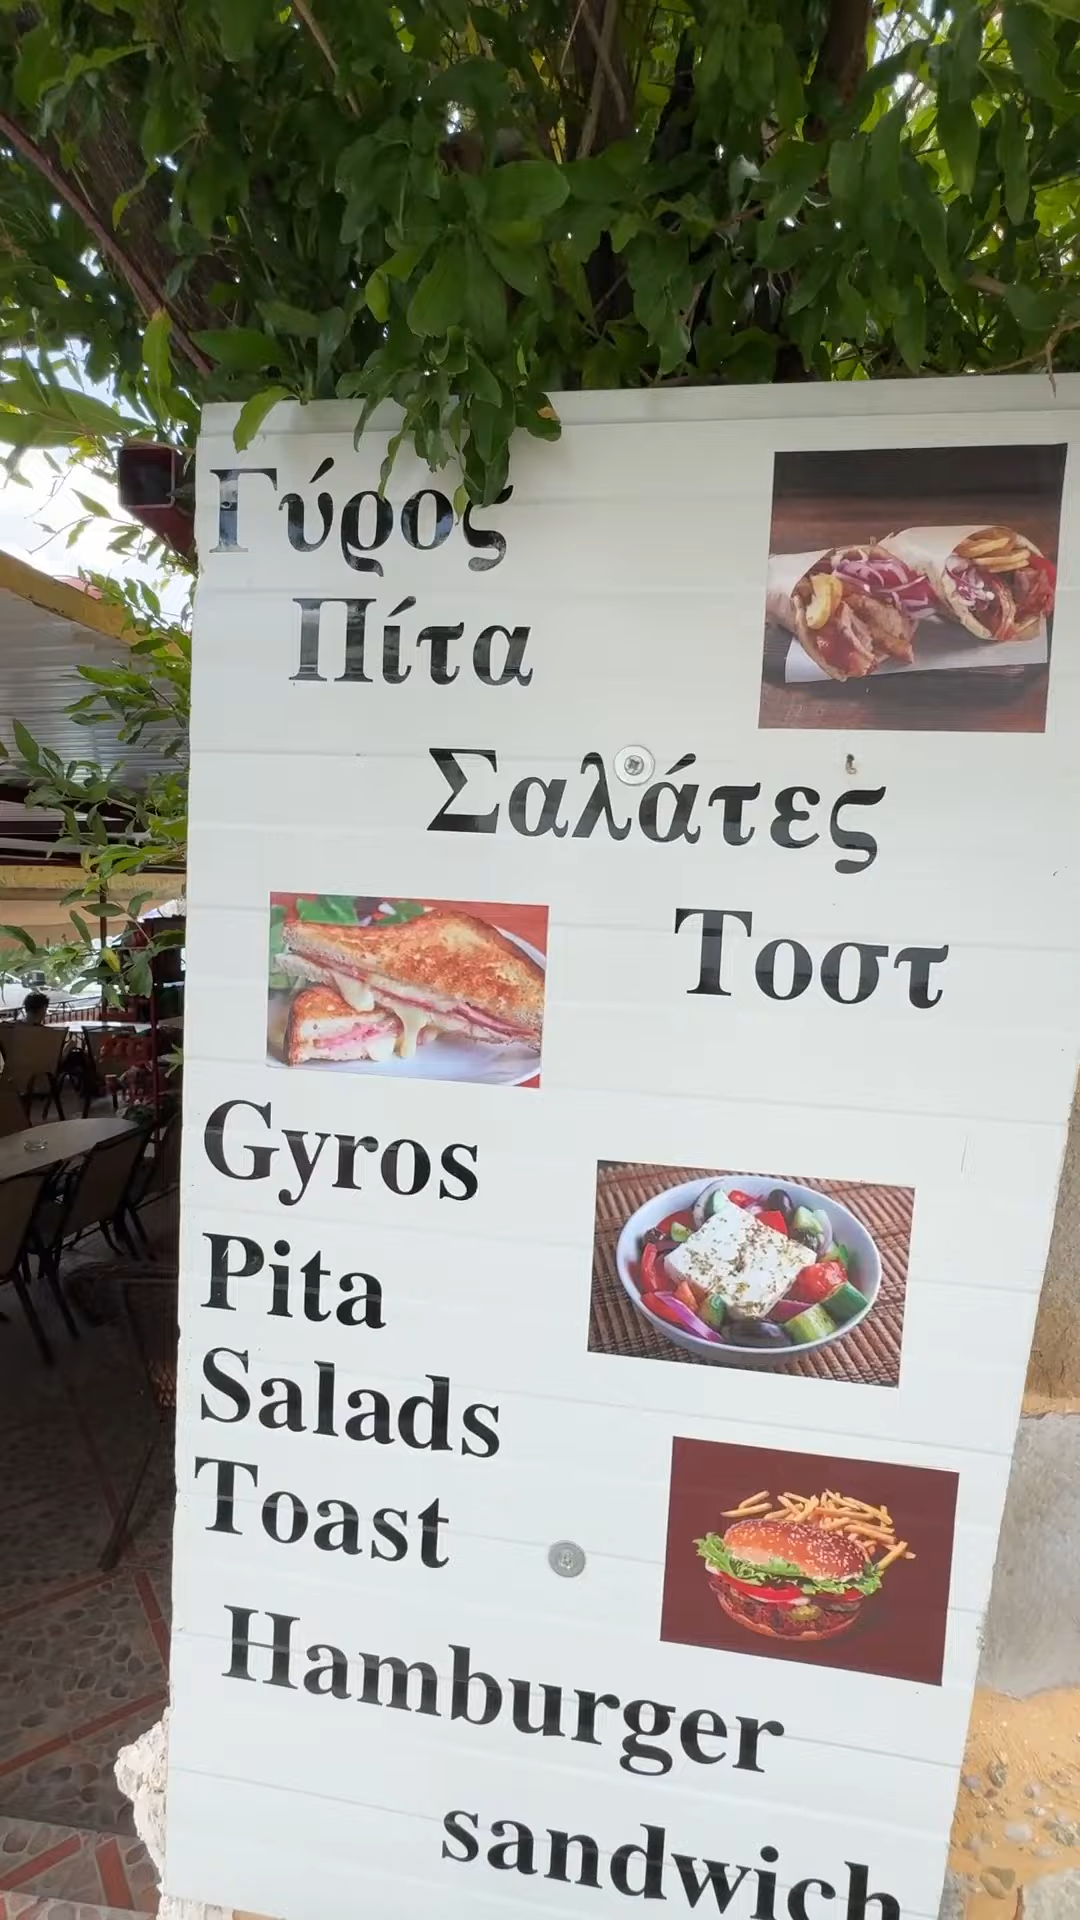 Γύρος
Πίτα
Σαλάτες
Τοστ
Gyros
Pita
Salads
Toast
Hamburger
sandwich